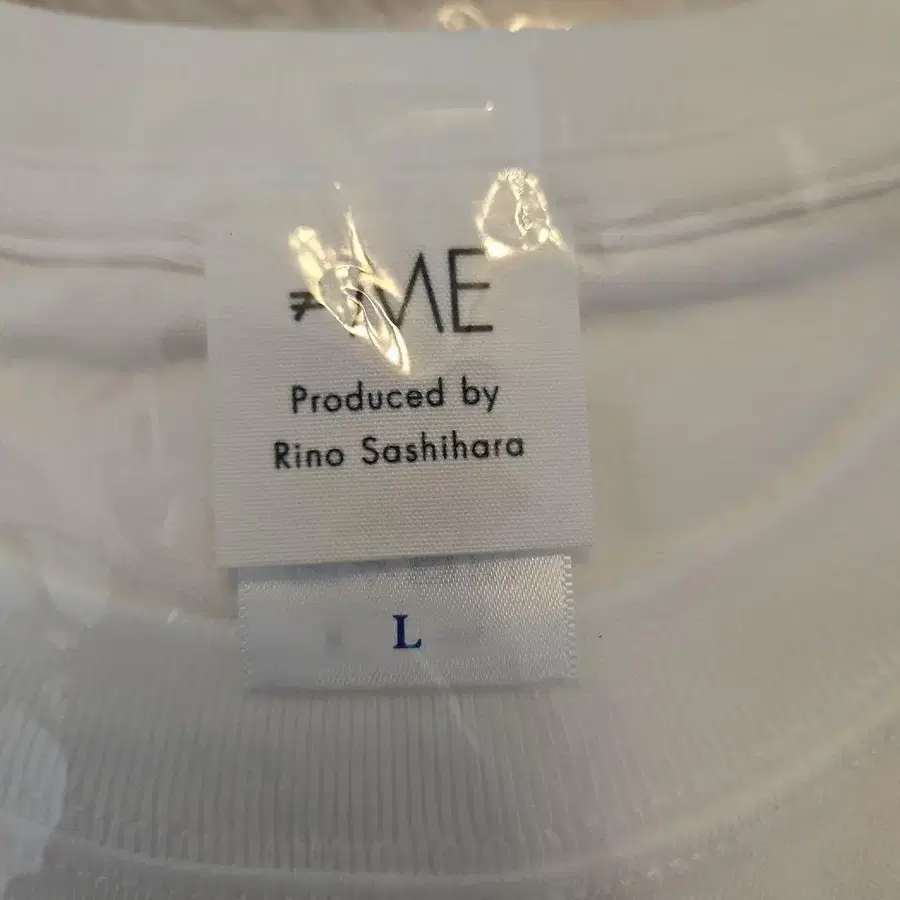 ≠ME
Produced by
Rino Sashihara
L